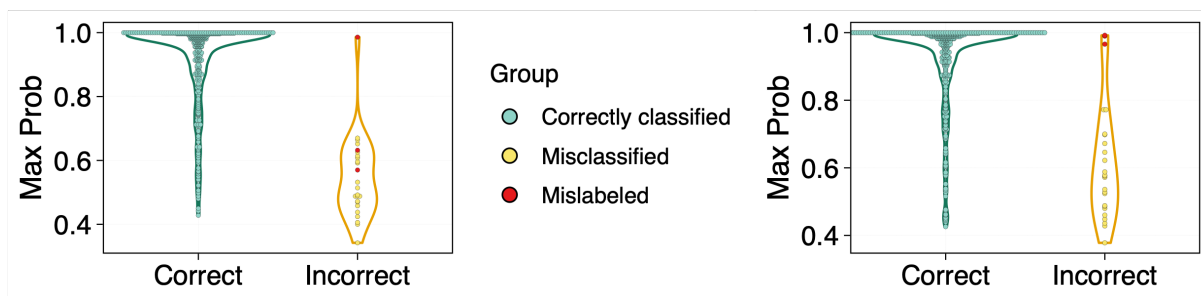 Max Prob
1.0
0.8
0.6
0.4
Correct
Incorrect
Group
Correctly classified
Misclassified
Mislabeled
Max Prob
1.0
0.8
0.6
0.4
Correct
Incorrect